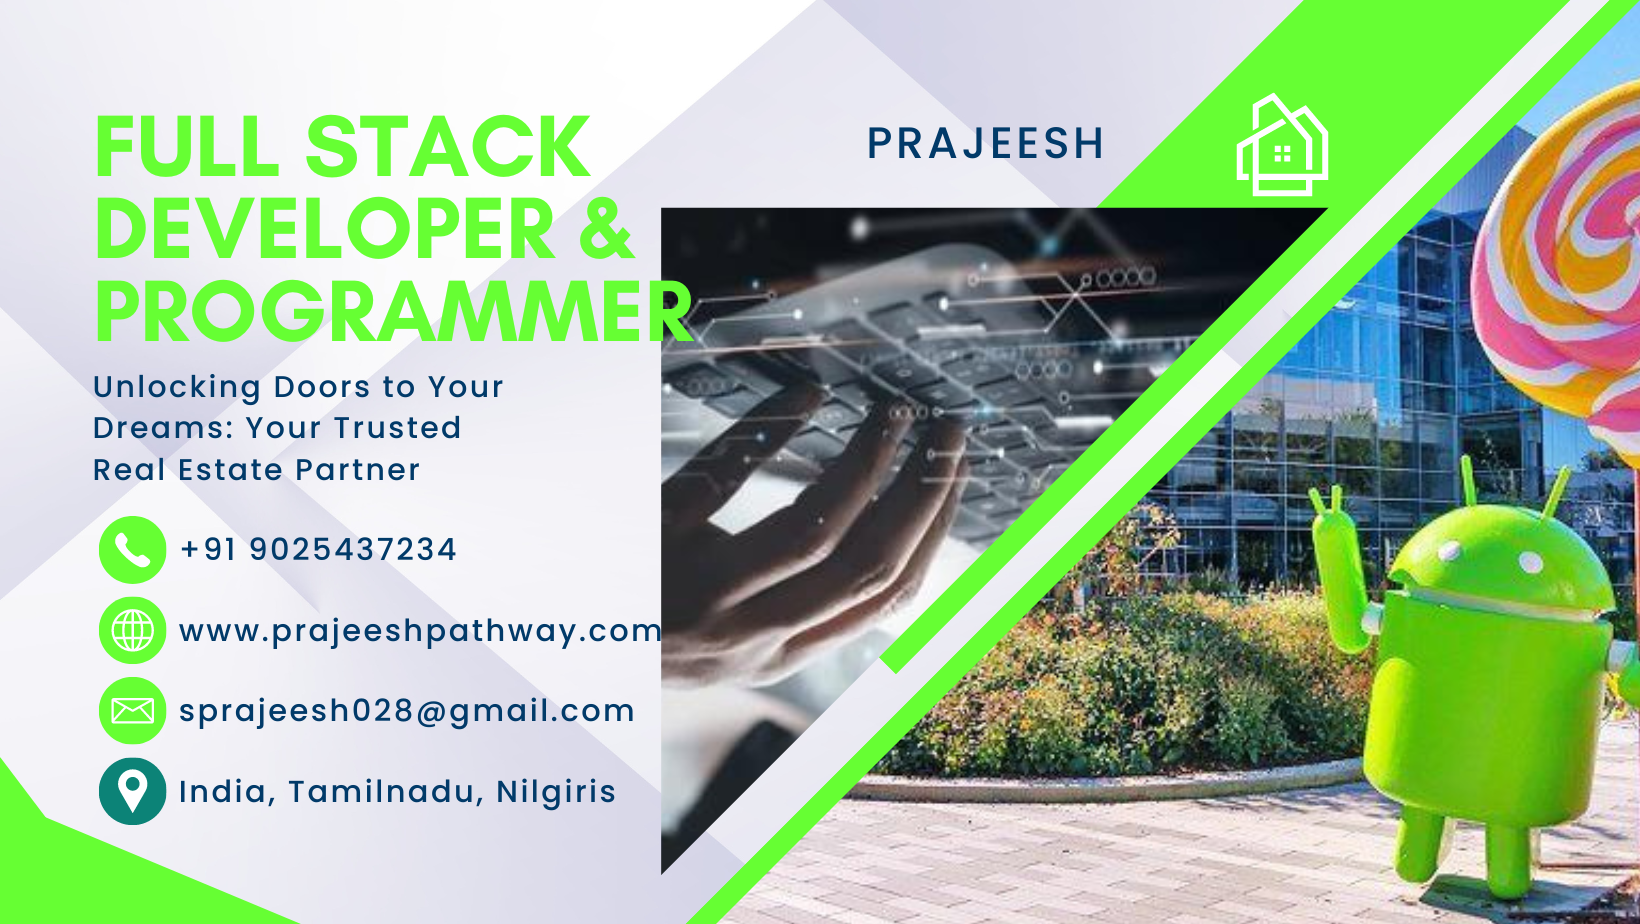 FULL STACK
DEVELOPER &
PROGRAMMER
PRAJEESH
Unlocking Doors to Your
Dreams: Your Trusted
Real Estate Partner
+91 9025437234
www.prajeeshpathway.com
sprajeesh028@gmail.com
India, Tamilnadu, Nilgiris